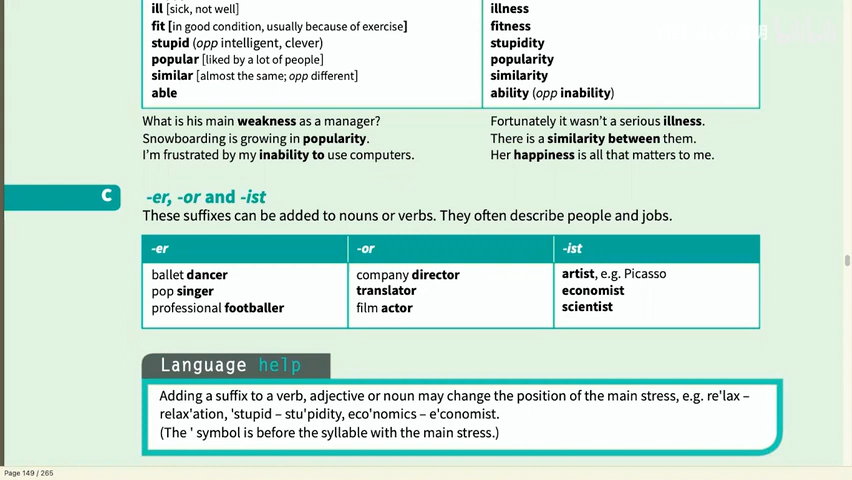 ill [sick, not well]
illness
fit [in good condition, usually because of exercise]
fitness
stupid (opp intelligent, clever)
stupidity
popular [liked by a lot of people]
popularity
similar [almost the same; opp different]
similarity
able
ability (opp inability)
What is his main weakness as a manager?
Snowboarding is growing in popularity.
I'm frustrated by my inability to use computers.
Fortunately it wasn't a serious illness.
There is a similarity between them.
Her happiness is all that matters to me.
C
-er, -or and -ist
These suffixes can be added to nouns or verbs. They often describe people and jobs.
-er
-or
-ist
ballet dancer
pop singer
professional footballer
company director
translator
film actor
artist, e.g. Picasso
economist
scientist
Language help
Adding a suffix to a verb, adjective or noun may change the position of the main stress, e.g. re'lax –
relax'ation, 'stupid – stu'pidity, eco'nomics – e'conomist.
(The ' symbol is before the syllable with the main stress.)
Page 149 / 265